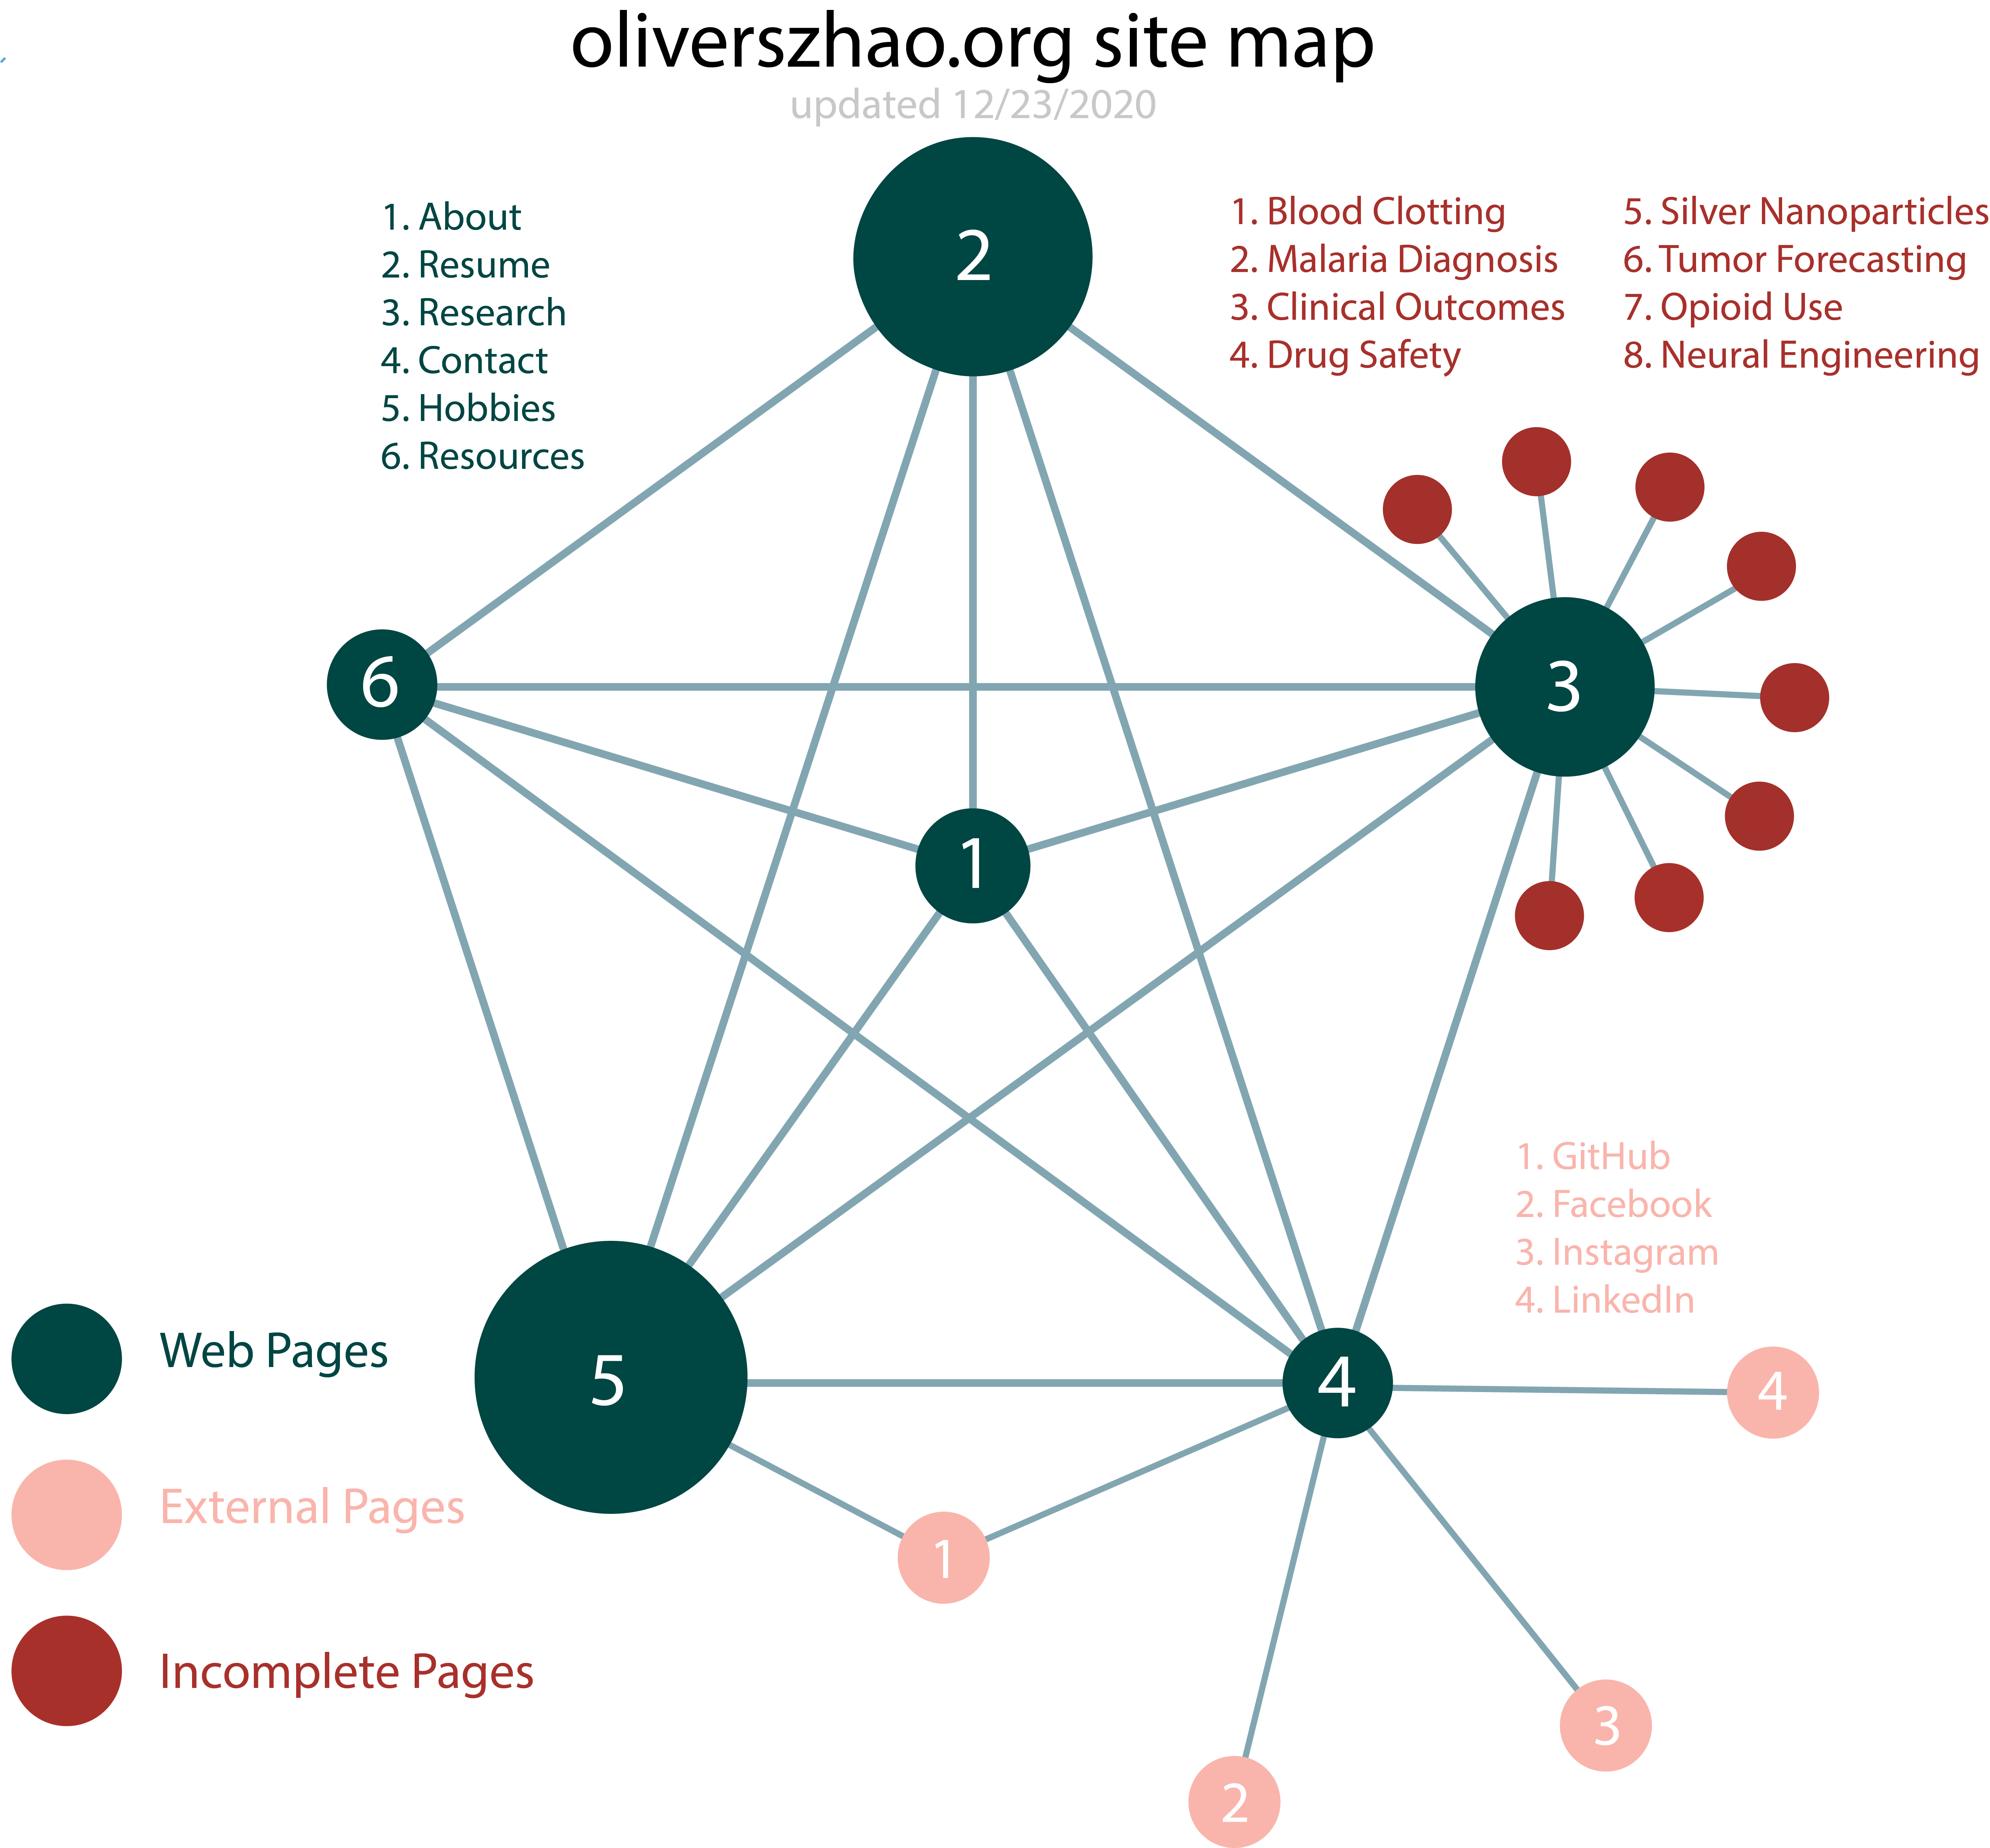 oliverszhao.org site map
updated 12/23/2020
1. About
2. Resume
3. Research
4. Contact
5. Hobbies
6. Resources
1. Blood Clotting
2. Malaria Diagnosis
3. Clinical Outcomes
4. Drug Safety
5. Silver Nanoparticles
6. Tumor Forecasting
7. Opioid Use
8. Neural Engineering
2
6
3
1
5
4
1. GitHub
2. Facebook
3. Instagram
4. LinkedIn
4
1
3
2
Web Pages
External Pages
Incomplete Pages